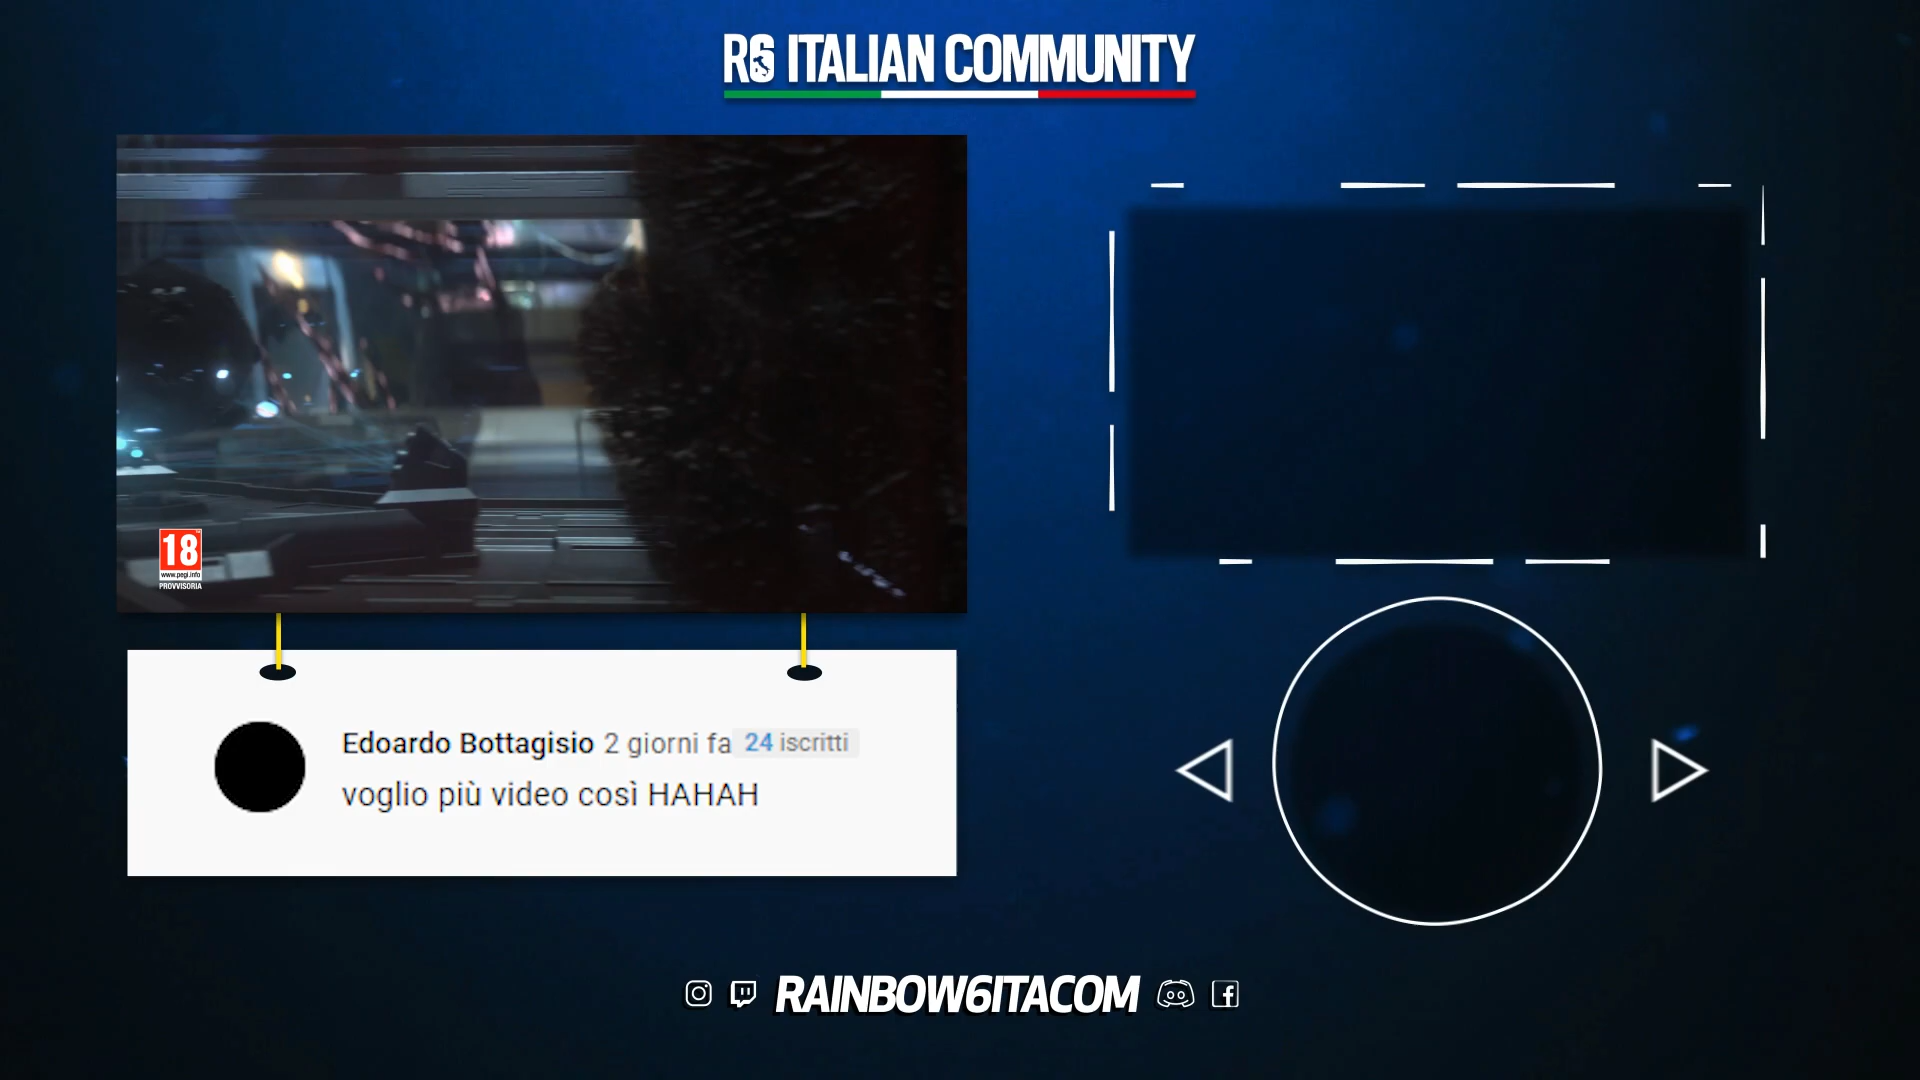 R6 ITALIAN COMMUNITY
18
www.pegi.info
PROVVISORIA
Edoardo Bottagisio 2 giorni fa 24 iscritti
voglio più video così HAHAH
RAINBOW6ITACOM